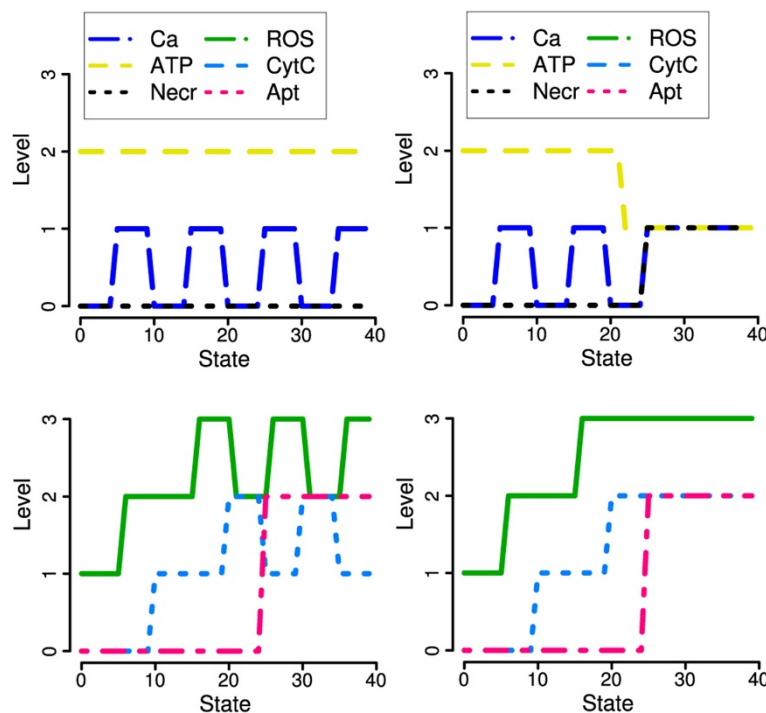 Ca ROS
ATP CytC
Necr Apt
Level
3
2
1
0
0 10 20 30 40
State
Ca ROS
ATP CytC
Necr Apt
Level
3
2
1
0
0 10 20 30 40
State
Level
3
2
1
0
0 10 20 30 40
State
Level
3
2
1
0
0 10 20 30 40
State